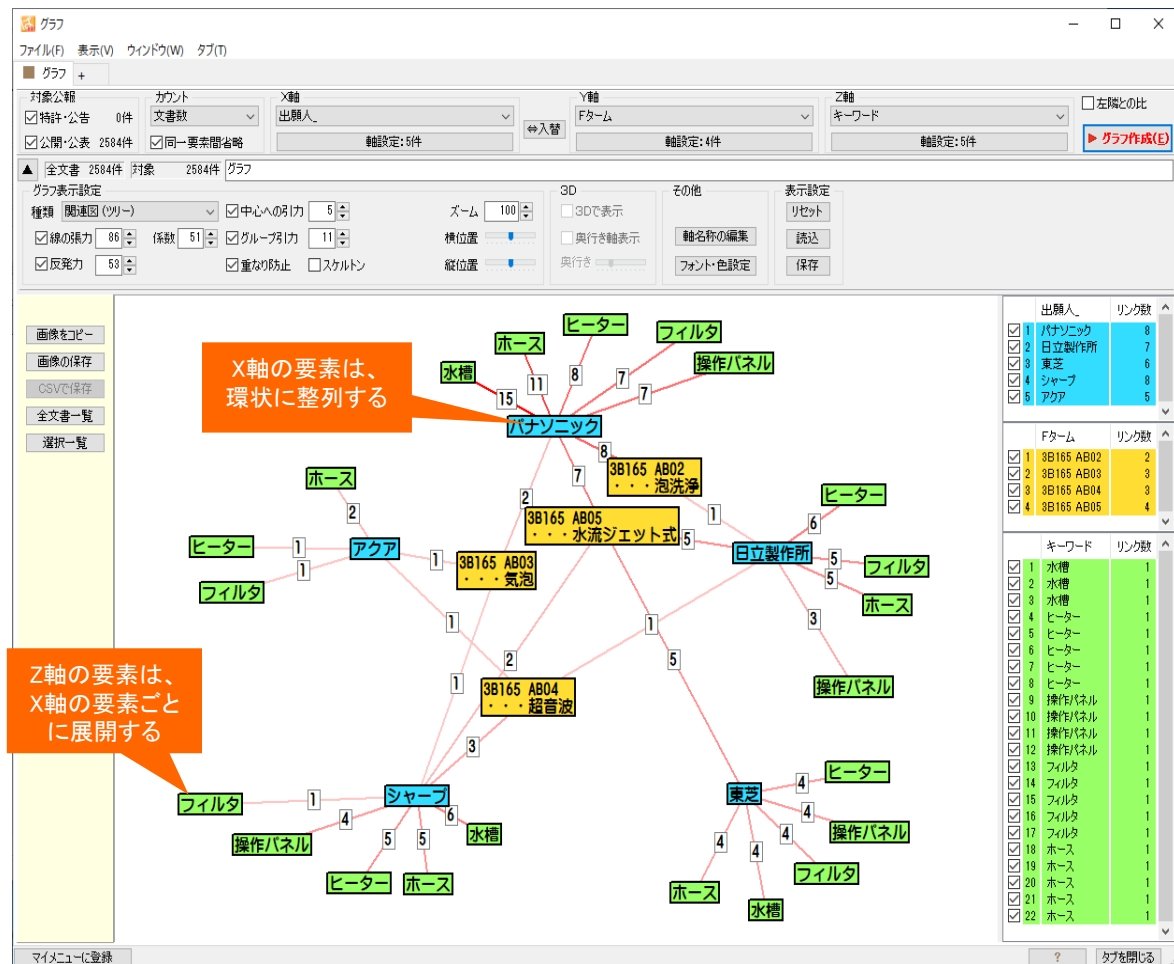 グラフ
ファイル(F) 表示(V) ウィンドウ(W) タブ(T)
グラフ +
対象公報 カウント X軸 Y軸 Z軸
特許・公告 0件 文書数 出願人_ Fターム キーワード 左隣との比
⇔入替
公開・公表 2584件 同一要素間省略 軸設定:5件 軸設定:4件 軸設定:5件 グラフ作成(E)
▲ 全文書 2584件 対象 2584件 グラフ
グラフ表示設定 3D その他 表示設定
種類 関連図(ツリー) 中心への引力 5 ズーム 100 3Dで表示 リセット
線の張力 86 係数 51 グループ引力 11 横位置 奥行き軸表示 軸名称の編集 読込
反発力 53 重なり防止 スケルトン 縦位置 奥行き フォント・色設定 保存
画像をコピー
画像の保存
CSVで保存
全文書一覧
選択一覧
X軸の要素は、
環状に整列する
Z軸の要素は、
X軸の要素ごと
に展開する
水槽
ホース
ヒーター
フィルタ
操作パネル
15
11
8
7
7
パナソニック
8
7
2
3B165 AB02
・・・泡洗浄
1
3B165 AB05
・・・水流ジェット式
5
ホース
2
ヒーター
1
アクア
1
3B165 AB03
・・・気泡
1
フィルタ
日立製作所
ヒーター
6
5
フィルタ
5
ホース
3
操作パネル
1
2
1
5
1
3B165 AB04
・・・超音波
3
フィルタ
1
シャープ
操作パネル
4
5
5
6
水槽
ヒーター
ホース
東芝
4
ヒーター
4
操作パネル
4
フィルタ
4
水槽
4
ホース
出願人_ リンク数
1 パナソニック 8
2 日立製作所 7
3 東芝 6
4 シャープ 8
5 アクア 5
Fターム リンク数
1 3B165 AB02 2
2 3B165 AB03 3
3 3B165 AB04 3
4 3B165 AB05 4
キーワード リンク数
1 水槽 1
2 水槽 1
3 水槽 1
4 ヒーター 1
5 ヒーター 1
6 ヒーター 1
7 ヒーター 1
8 ヒーター 1
9 操作パネル 1
10 操作パネル 1
11 操作パネル 1
12 操作パネル 1
13 フィルタ 1
14 フィルタ 1
15 フィルタ 1
16 フィルタ 1
17 フィルタ 1
18 ホース 1
19 ホース 1
20 ホース 1
21 ホース 1
22 ホース 1
マイメニューに登録 ? タブを閉じる